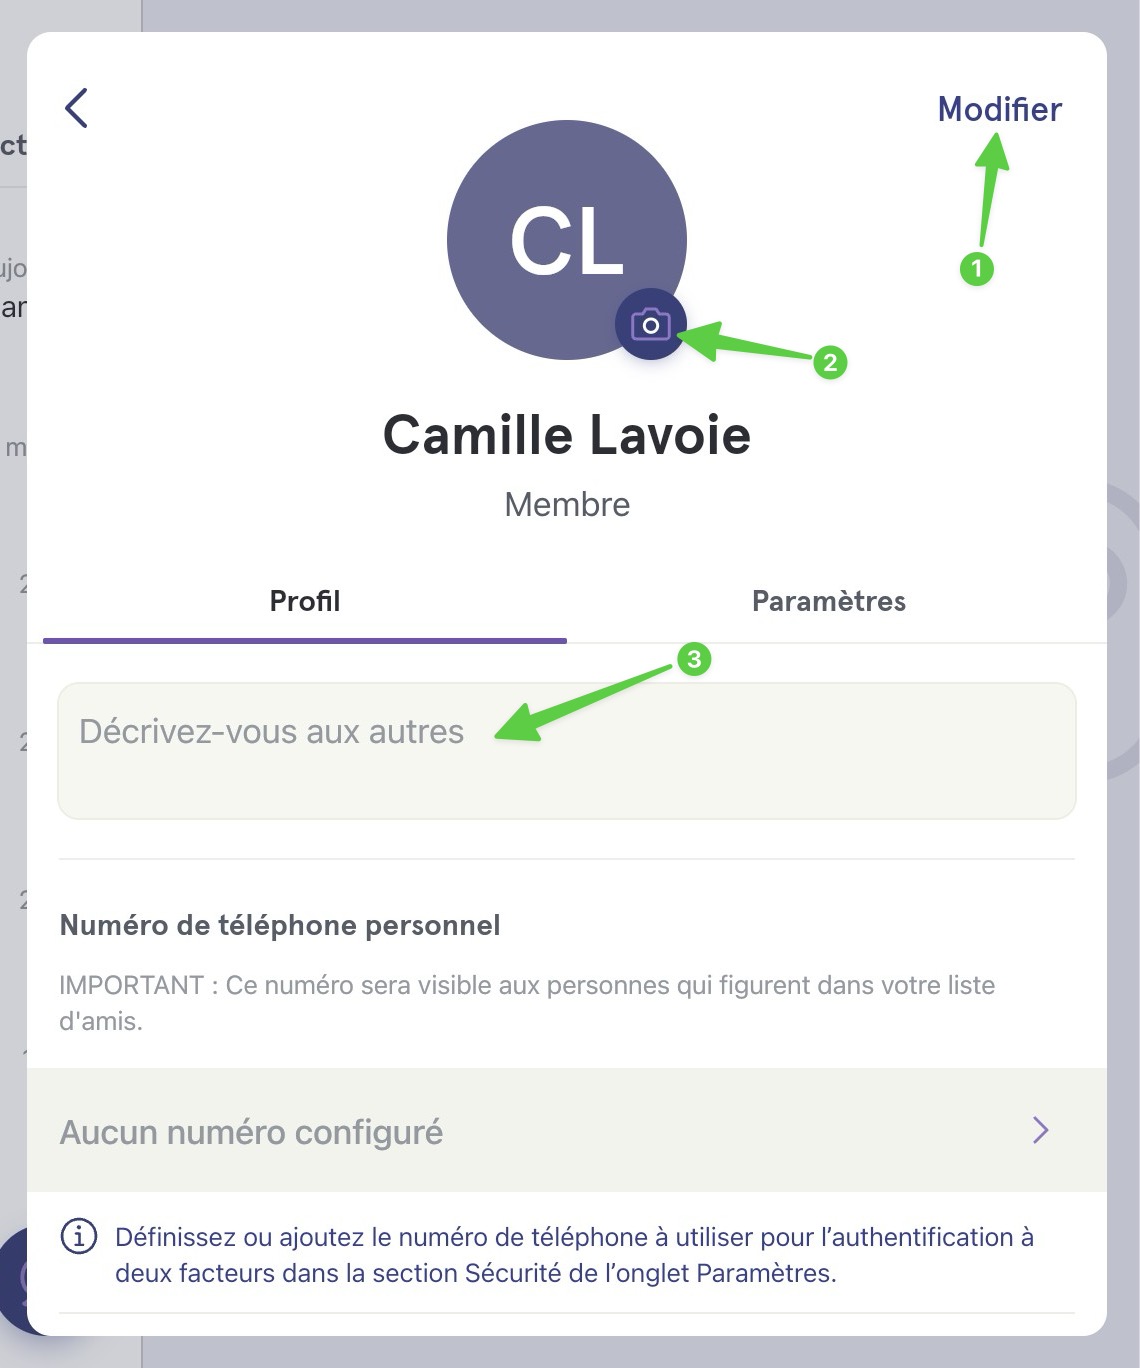 Modifier
CL
1
2
Camille Lavoie
Membre
Profil
Paramètres
3
Décrivez-vous aux autres
Numéro de téléphone personnel
IMPORTANT : Ce numéro sera visible aux personnes qui figurent dans votre liste
d'amis.
Aucun numéro configuré
Définissez ou ajoutez le numéro de téléphone à utiliser pour l’authentification à
deux facteurs dans la section Sécurité de l’onglet Paramètres.